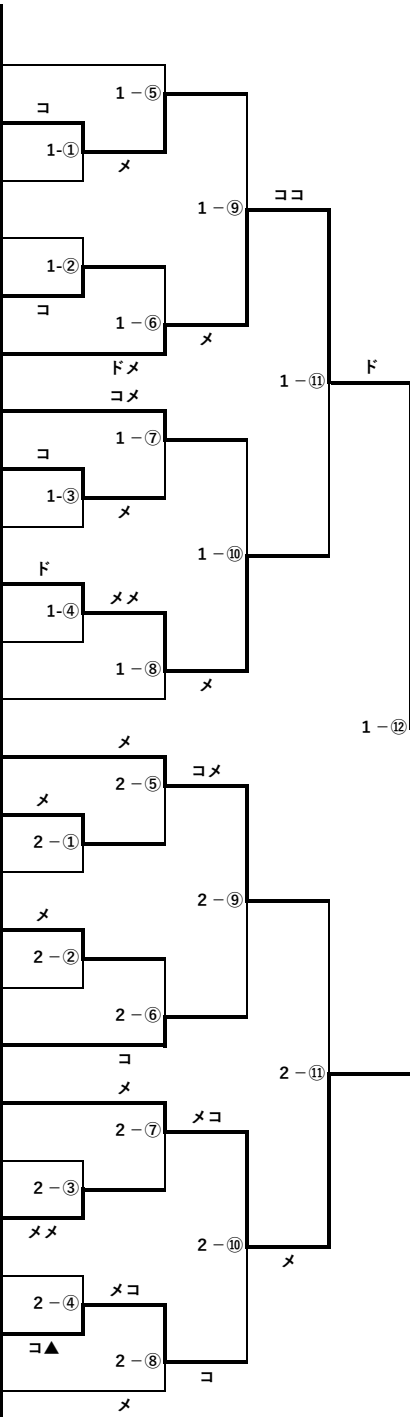 1－⑤
コ
1-①
メ
コココ
1－⑨
1-②
コ
1－⑥
メ
ドメ
ド
1－⑪
コメ
1－⑦
コ
1-③
メ
1－⑩
ド
メメ
1-④
1－⑧
メ
1－⑫
メ
コメ
2－⑤
メ
2－①
2－⑨
メ
2－②
2－⑥
コ
2－⑪
メ
メコ
2－⑦
2－③
メメ
2－⑩
メ
メコ
2－④
コ▲
2－⑧
コ
メ